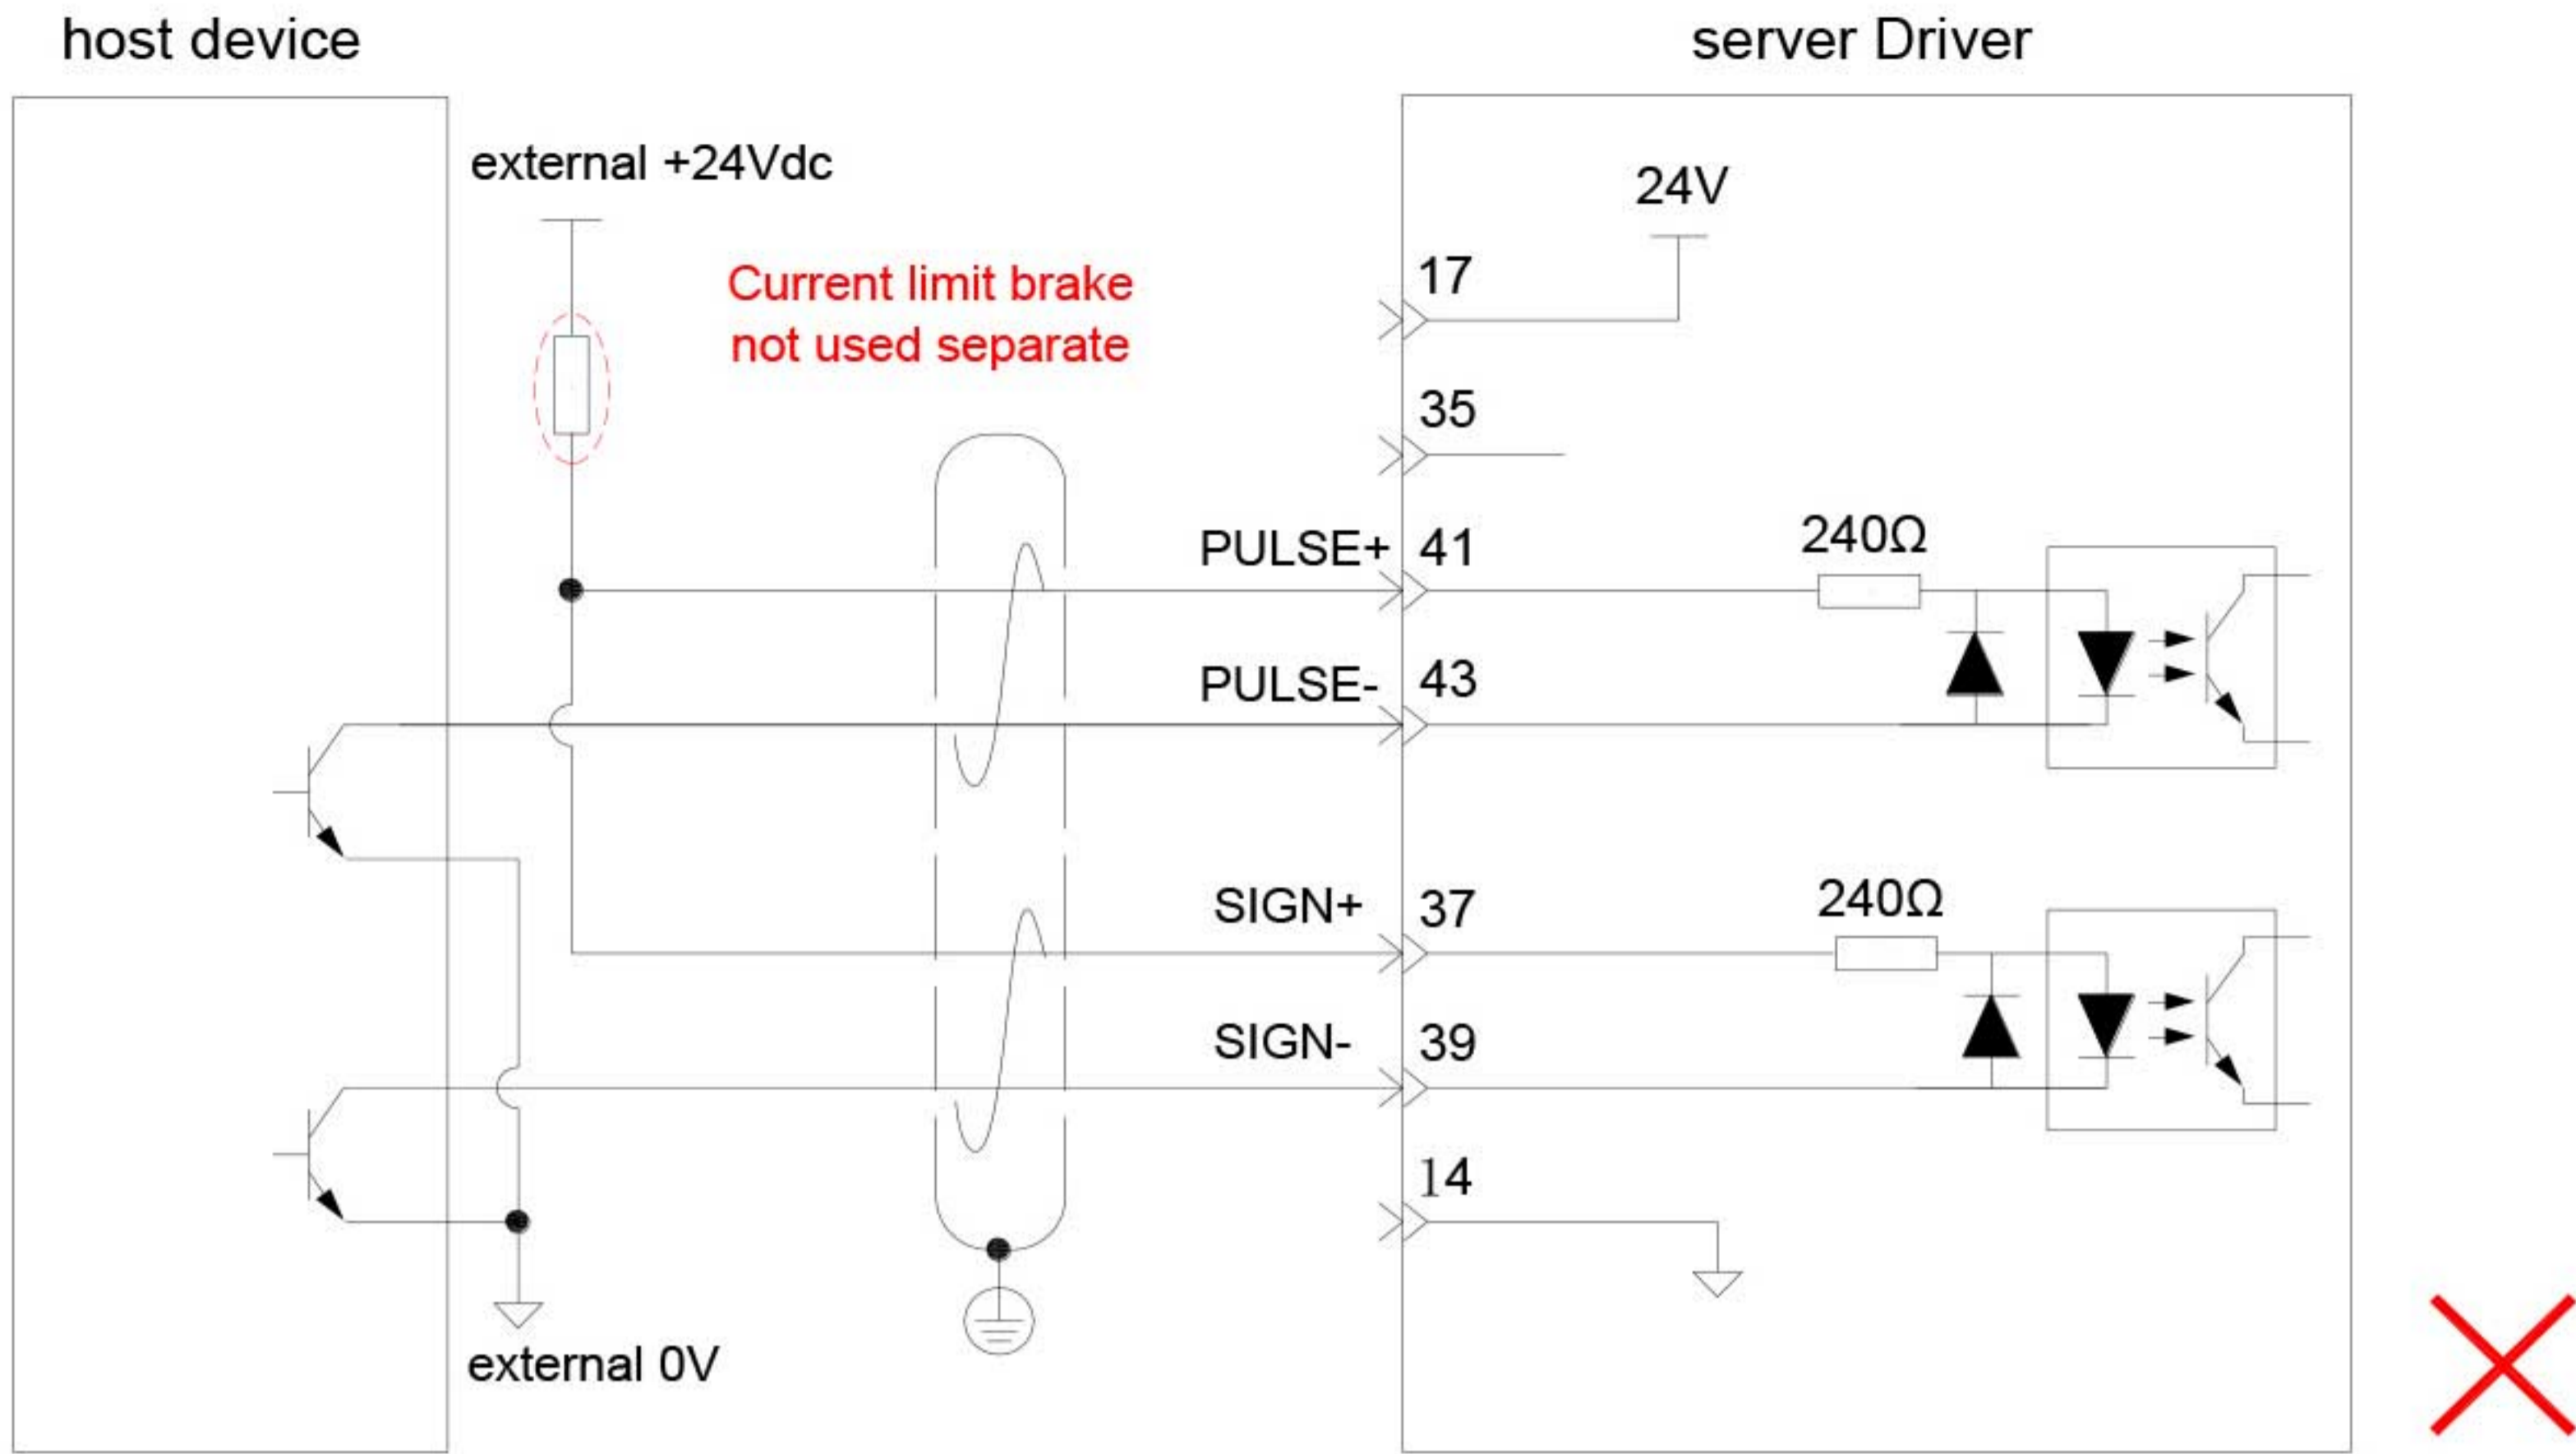 host device
server Driver
external +24Vdc
24V
Current limit brake
not used separate
17
35
PULSE+
41
240Ω
PULSE-
43
SIGN+
37
240Ω
SIGN-
39
14
external 0V